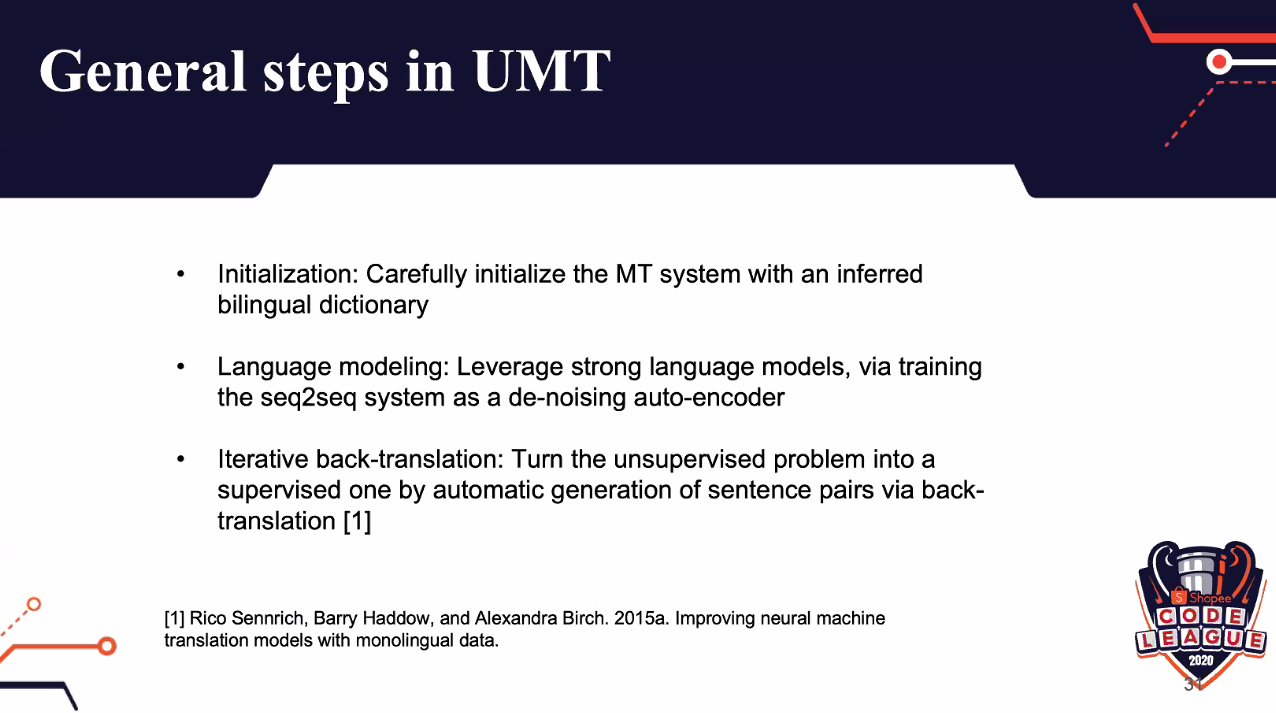 General steps in UMT
• Initialization: Carefully initialize the MT system with an inferred
bilingual dictionary
• Language modeling: Leverage strong language models, via training
the seq2seq system as a de-noising auto-encoder
• Iterative back-translation: Turn the unsupervised problem into a
supervised one by automatic generation of sentence pairs via back-
translation [1]
[1] Rico Sennrich, Barry Haddow, and Alexandra Birch. 2015a. Improving neural machine
translation models with monolingual data.
Shopee
CODE
LEAGUE
2020
31